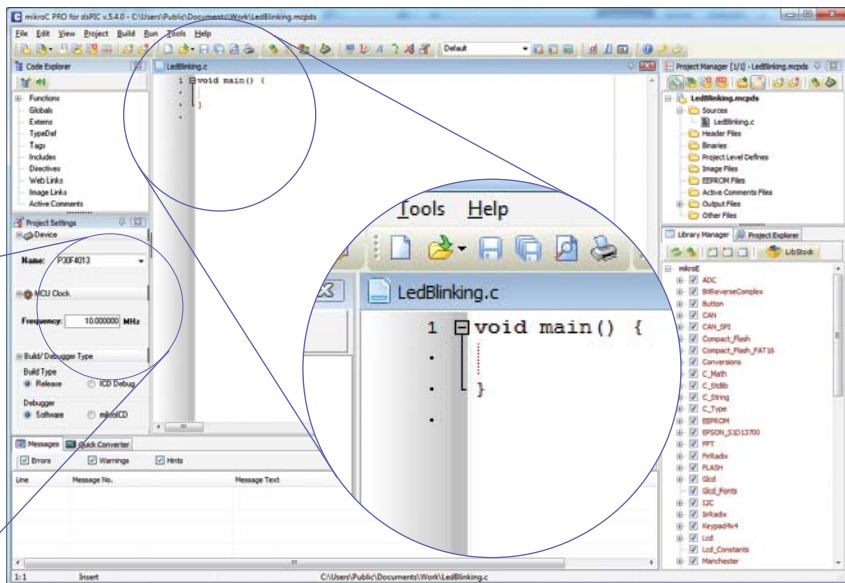 mikroC PRO for dsPIC v.5.4.0 - C:\Users\Public\Documents\Work\LedBlinking.mcpds
File Edit View Project Build Run Tools Help
Default
Code Explorer
Functions
Globals
Externs
TypeDef
Tags
Includes
Directives
Web Links
Image Links
Active Comments
Project Settings
Device
Name: P30F4013
MCU Clock
Frequency: 10.000000 MHz
Build/Debugger Type
Build Type
Release ICD Debug
Debugger
Software mikroICD
LedBlinking.c
1 void main() {
}
Tools Help
LedBlinking.c
1 void main() {
}
Messages Quick Converter
Errors Warnings Hints
Line Message No. Message Text
1:1 Insert C:\Users\Public\Documents\Work\LedBlinking.c
Project Manager [1/1] - LedBlinking.mcpds
LedBlinking.mcpds
Sources
LedBlinking.c
Header Files
Binaries
Project Level Defines
Image Files
EEPROM Files
Active Comments Files
Output Files
Other Files
Library Manager Project Explorer
LibStock
mikroE
ADC
BitReverseComplex
Button
CAN
CAN_SPI
Compact_Flash
Compact_Flash_FAT16
Conversions
C_Math
C_Stdlib
C_String
C_Type
EEPROM
EPSON_S1D13700
FFT
FirRadix
FLASH
Glcd
Glcd_Fonts
I2C
IirRadix
Keypad4x4
Lcd
Lcd_Constants
Manchester